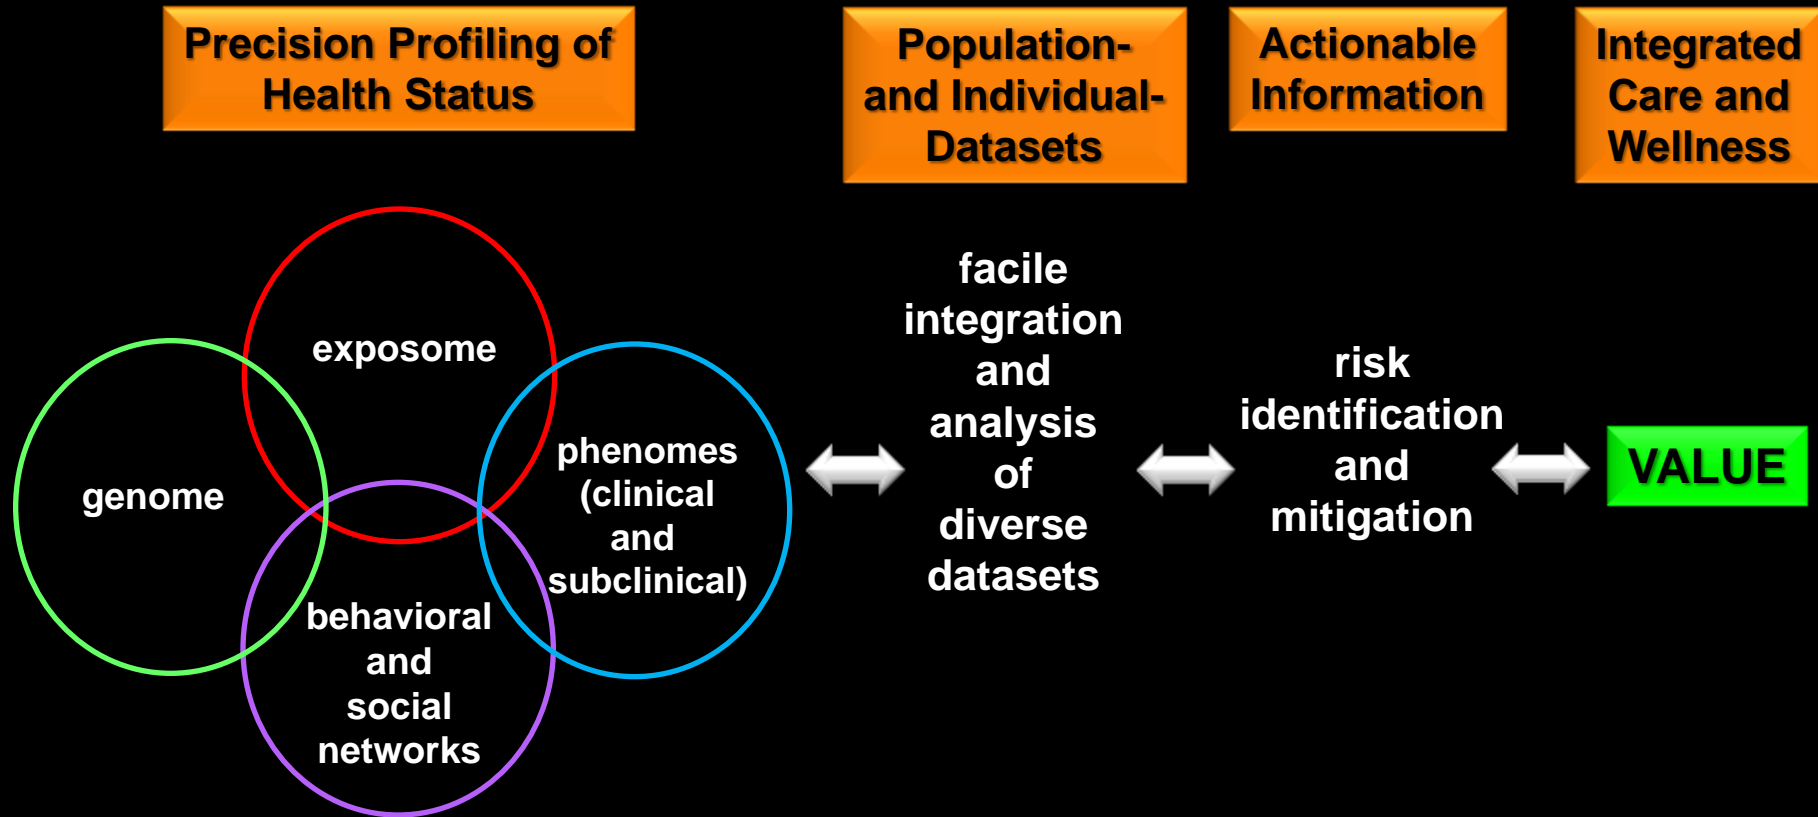 Precision Profiling of
Health Status
Population-
and Individual-
Datasets
Actionable
Information
Integrated
Care and
Wellness
exposome
genome
phenomes
(clinical
and
subclinical)
behavioral
and
social
networks
facile
integration
and
analysis
of
diverse
datasets
risk
identification
and
mitigation
VALUE